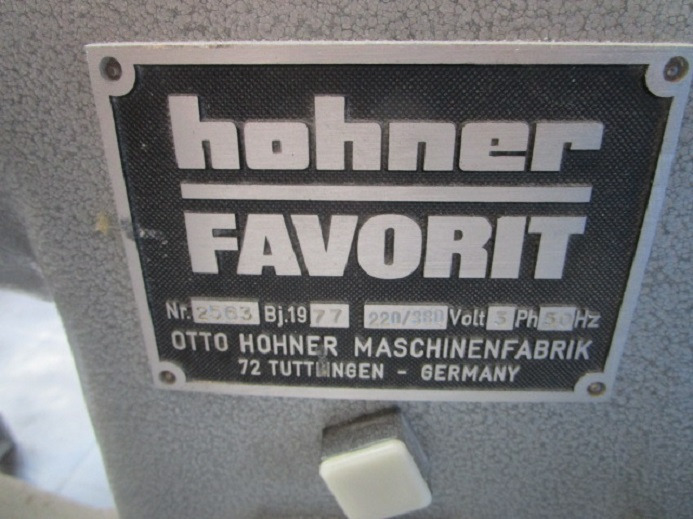 hohner
FAVORIT
Nr. 2563 Bj.1977 220/380 Volt 3 Ph 50 Hz
OTTO HOHNER MASCHINENFABRIK
72 TUTTLINGEN - GERMANY